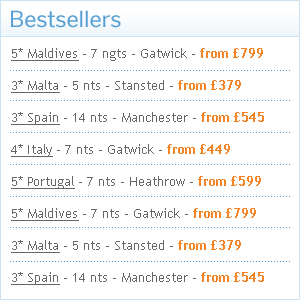 Bestsellers
5* Maldives - 7 ngts - Gatwick - from £799
3* Malta - 5 nts - Stansted - from £379
3* Spain - 14 nts - Manchester - from £545
4* Italy - 7 nts - Gatwick - from £449
5* Portugal - 7 nts - Heathrow - from £599
5* Maldives - 7 nts - Gatwick - from £799
3* Malta - 5 nts - Stansted - from £379
3* Spain - 14 nts - Manchester - from £545